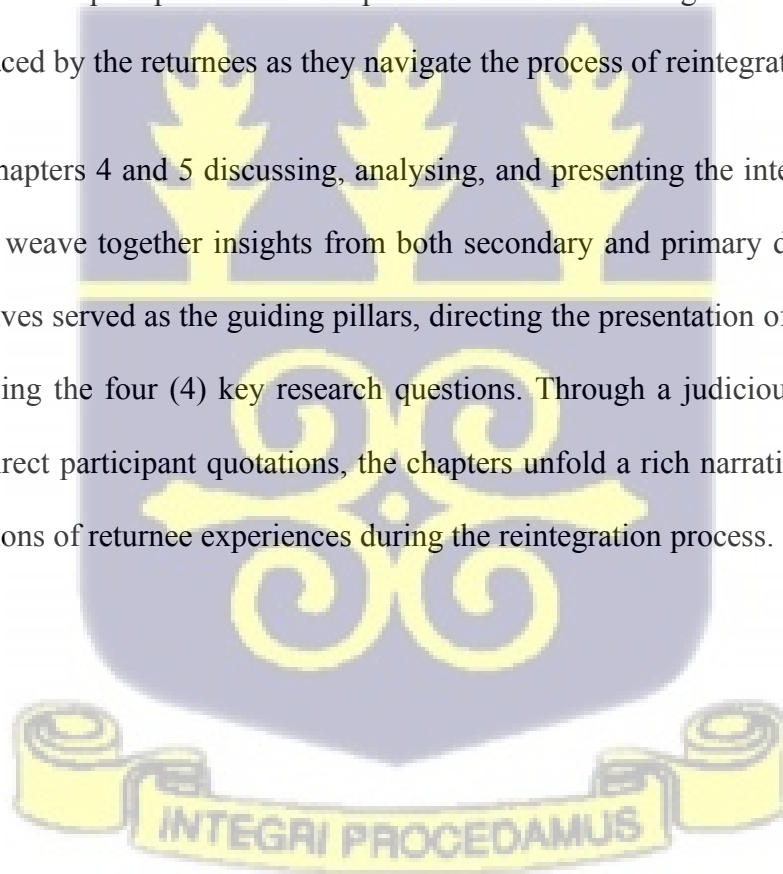 aced by the returnees as they navigate the process of reintegrat
hapters 4 and 5 discussing, analysing, and presenting the inte
weave together insights from both secondary and primary d
ves served as the guiding pillars, directing the presentation of
ing the four (4) key research questions. Through a judiciou
irect participant quotations, the chapters unfold a rich narrati
ons of returnee experiences during the reintegration process.
INTEGRI PROCEDAMUS